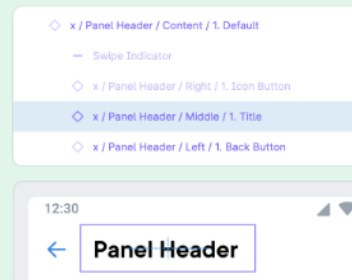 x / Panel Header / Content / 1. Default
Swipe Indicator
x / Panel Header / Right / 1. Icon Button
x / Panel Header / Middle / 1. Title
x / Panel Header / Left / 1. Back Button
12:30
Panel Header